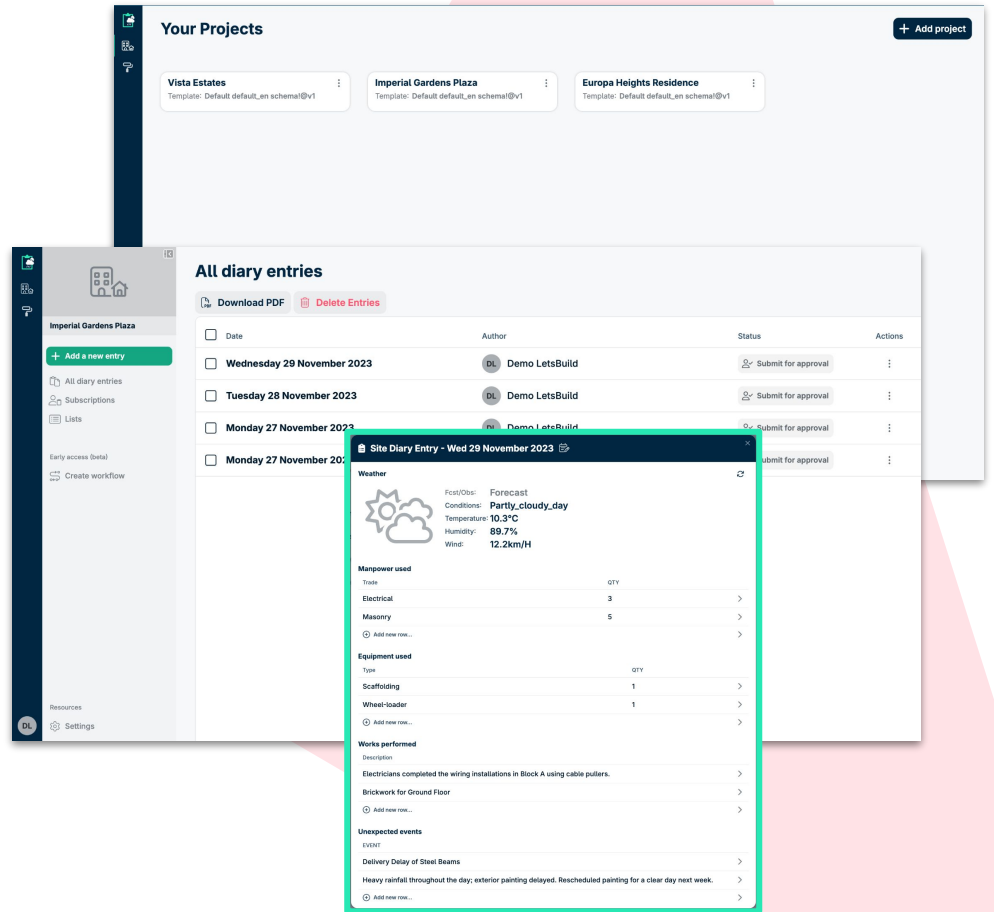 Your Projects
+ Add project
Vista Estates
Template: Default default_en schema!@v1
Imperial Gardens Plaza
Template: Default default_en schema!@v1
Europa Heights Residence
Template: Default default_en schema!@v1
Imperial Gardens Plaza
+ Add a new entry
All diary entries
Subscriptions
Lists
Early access (beta)
Create workflow
Resources
DL Settings
All diary entries
PDF Download PDF Delete Entries
Date Author Status Actions
Wednesday 29 November 2023 DL Demo LetsBuild Submit for approval
Tuesday 28 November 2023 DL Demo LetsBuild Submit for approval
Monday 27 November 2023 DL Demo LetsBuild Submit for approval
Monday 27 November 202 ubmit for approval
Site Diary Entry - Wed 29 November 2023
Weather
Fcst/Obs: Forecast
Conditions: Partly_cloudy_day
Temperature: 10.3°C
Humidity: 89.7%
Wind: 12.2km/H
Manpower used
Trade QTY
Electrical 3
Masonry 5
Add new row...
Equipment used
Type QTY
Scaffolding 1
Wheel-loader 1
Add new row...
Works performed
Description
Electricians completed the wiring installations in Block A using cable pullers.
Brickwork for Ground Floor
Add new row...
Unexpected events
EVENT
Delivery Delay of Steel Beams
Heavy rainfall throughout the day; exterior painting delayed. Rescheduled painting for a clear day next week.
Add new row...